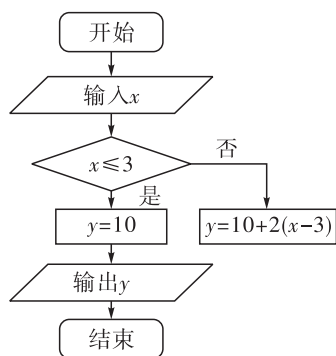 开始
输入x
x≤3
否
是
y=10
y=10+2(x-3)
输出y
结束